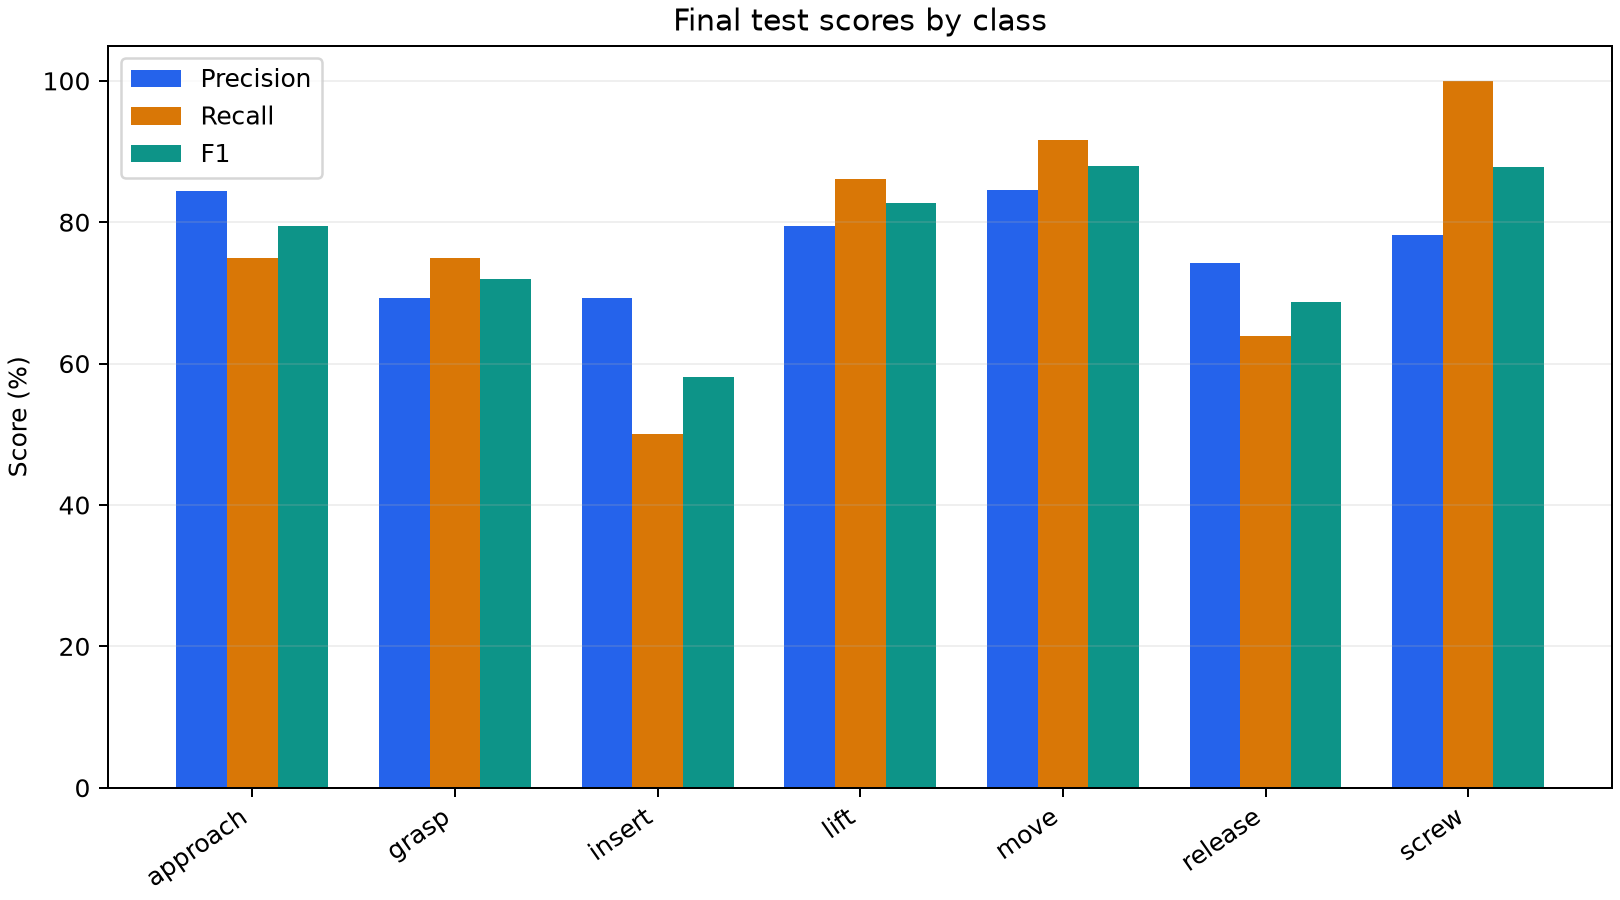 Final test scores by class
Precision
Recall
F1
Score (%)
100
80
60
40
20
0
approach
grasp
insert
lift
move
release
screw